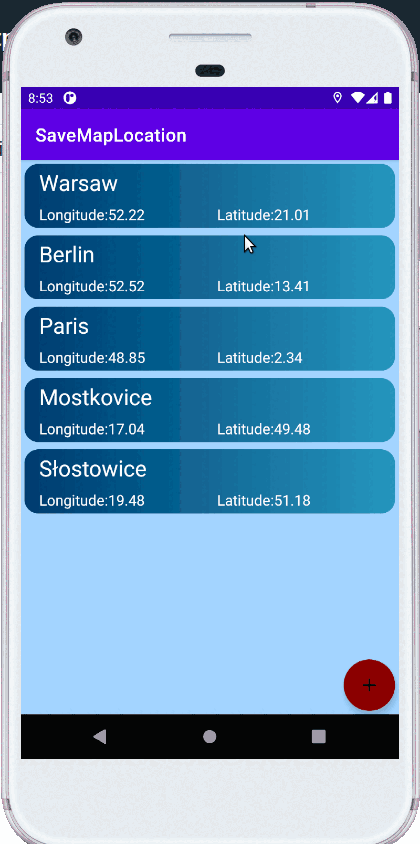 8:53
SaveMapLocation
Warsaw
Longitude:52.22 Latitude:21.01
Berlin
Longitude:52.52 Latitude:13.41
Paris
Longitude:48.85 Latitude:2.34
Mostkovice
Longitude:17.04 Latitude:49.48
Słostowice
Longitude:19.48 Latitude:51.18
+